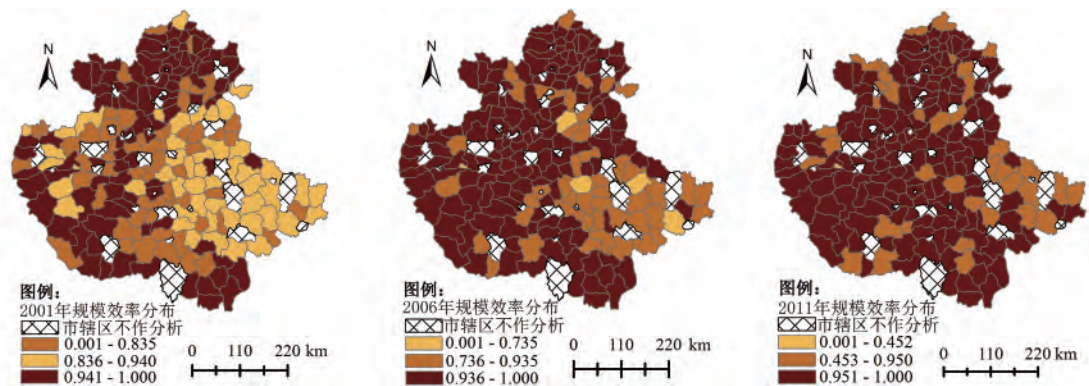 N
图例：
2001年规模效率分布
市辖区不作分析
0.001 - 0.835
0.836 - 0.940
0.941 - 1.000
0 110 220 km
N
图例：
2006年规模效率分布
市辖区不作分析
0.001 - 0.735
0.736 - 0.935
0.936 - 1.000
0 110 220 km
N
图例：
2011年规模效率分布
市辖区不作分析
0.001 - 0.452
0.453 - 0.950
0.951 - 1.000
0 110 220 km